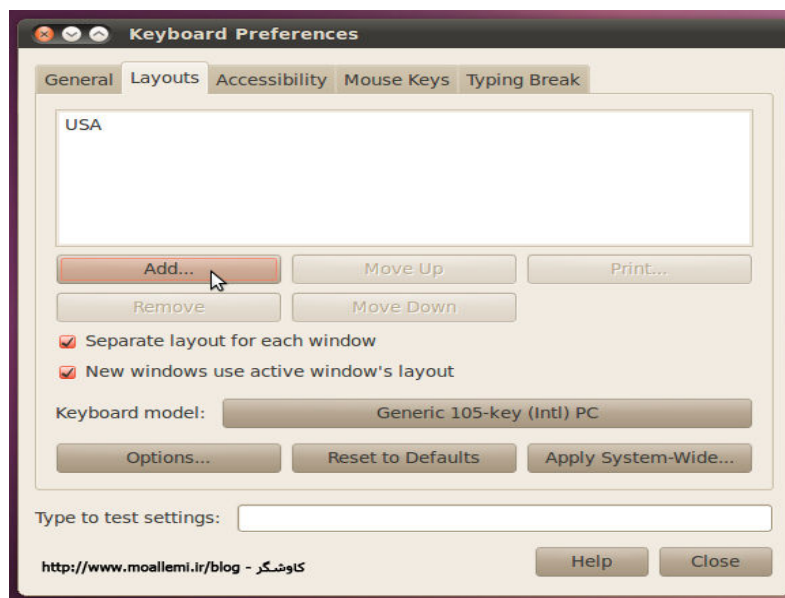 Keyboard Preferences
General Layouts Accessibility Mouse Keys Typing Break
USA
Add... Move Up Print...
Remove Move Down
Separate layout for each window
New windows use active window's layout
Keyboard model: Generic 105-key (Intl) PC
Options... Reset to Defaults Apply System-Wide...
Type to test settings:
Help Close
http://www.moallemi.ir/blog - کاوشگر